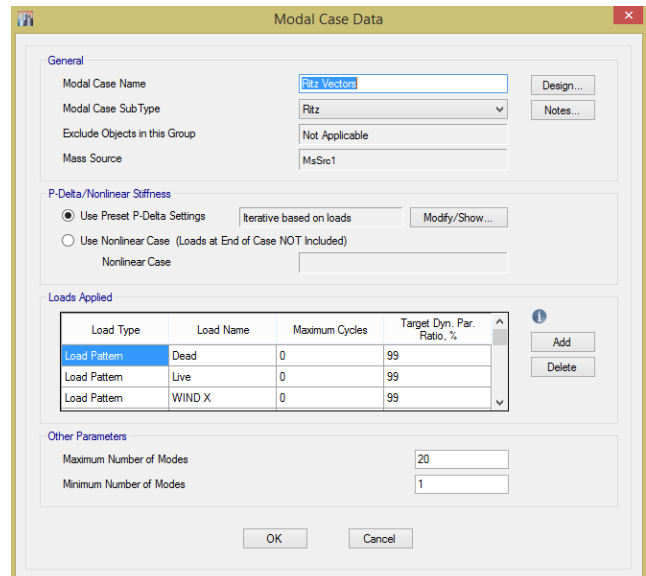 Modal Case Data
General
Modal Case Name Ritz Vectors Design...
Modal Case SubType Ritz Notes...
Exclude Objects in this Group Not Applicable
Mass Source MsSrc1
P-Delta/Nonlinear Stiffness
Use Preset P-Delta Settings Iterative based on loads Modify/Show...
Use Nonlinear Case (Loads at End of Case NOT Included)
Nonlinear Case
Loads Applied
Load Type Load Name Maximum Cycles Target Dyn. Par.
Ratio, %
Add
Load Pattern Dead 0 99
Delete
Load Pattern Live 0 99
Load Pattern WIND X 0 99
Other Parameters
Maximum Number of Modes 20
Minimum Number of Modes 1
OK Cancel